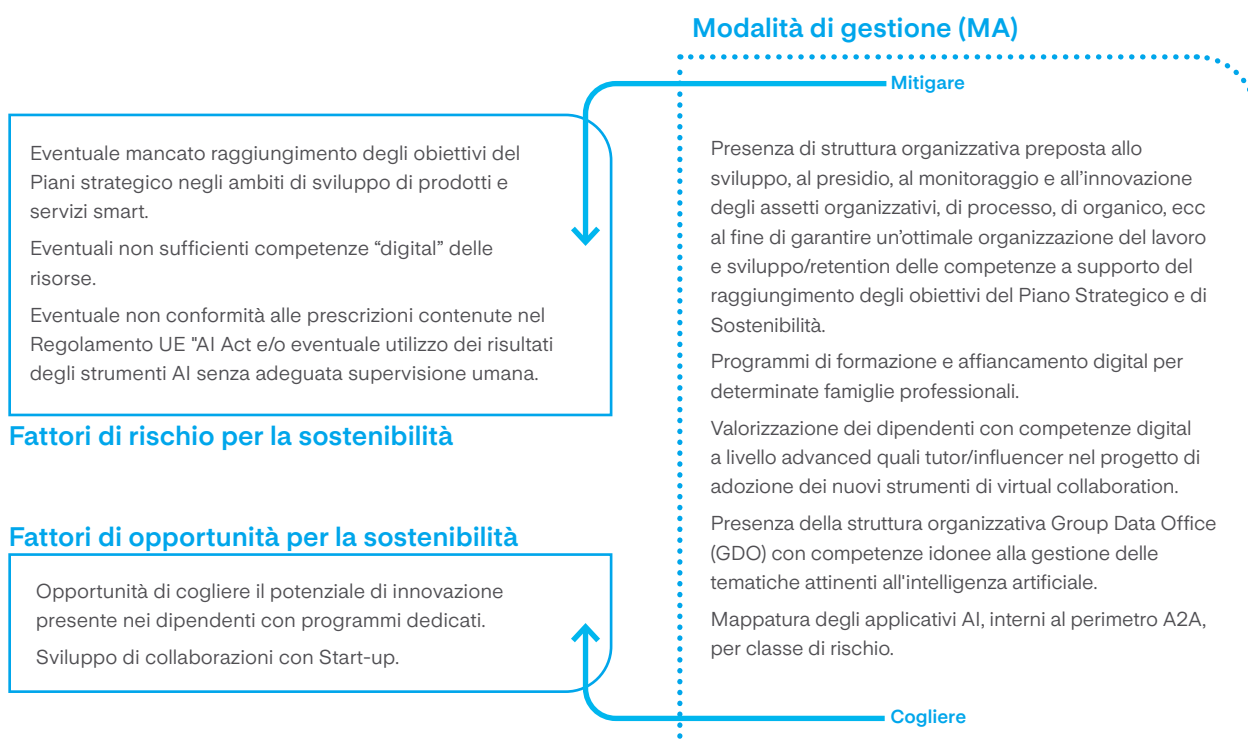 Modalità di gestione (MA)
Mitigare
Eventuale mancato raggiungimento degli obiettivi del
Piani strategico negli ambiti di sviluppo di prodotti e
servizi smart.
Eventuali non sufficienti competenze “digital” delle
risorse.
Eventuale non conformità alle prescrizioni contenute nel
Regolamento UE "AI Act e/o eventuale utilizzo dei risultati
degli strumenti AI senza adeguata supervisione umana.
Fattori di rischio per la sostenibilità
Fattori di opportunità per la sostenibilità
Opportunità di cogliere il potenziale di innovazione
presente nei dipendenti con programmi dedicati.
Sviluppo di collaborazioni con Start-up.
Presenza di struttura organizzativa preposta allo
sviluppo, al presidio, al monitoraggio e all’innovazione
degli assetti organizzativi, di processo, di organico, ecc
al fine di garantire un’ottimale organizzazione del lavoro
e sviluppo/retention delle competenze a supporto del
raggiungimento degli obiettivi del Piano Strategico e di
Sostenibilità.
Programmi di formazione e affiancamento digital per
determinate famiglie professionali.
Valorizzazione dei dipendenti con competenze digital
a livello advanced quali tutor/influencer nel progetto di
adozione dei nuovi strumenti di virtual collaboration.
Presenza della struttura organizzativa Group Data Office
(GDO) con competenze idonee alla gestione delle
tematiche attinenti all'intelligenza artificiale.
Mappatura degli applicativi AI, interni al perimetro A2A,
per classe di rischio.
Cogliere